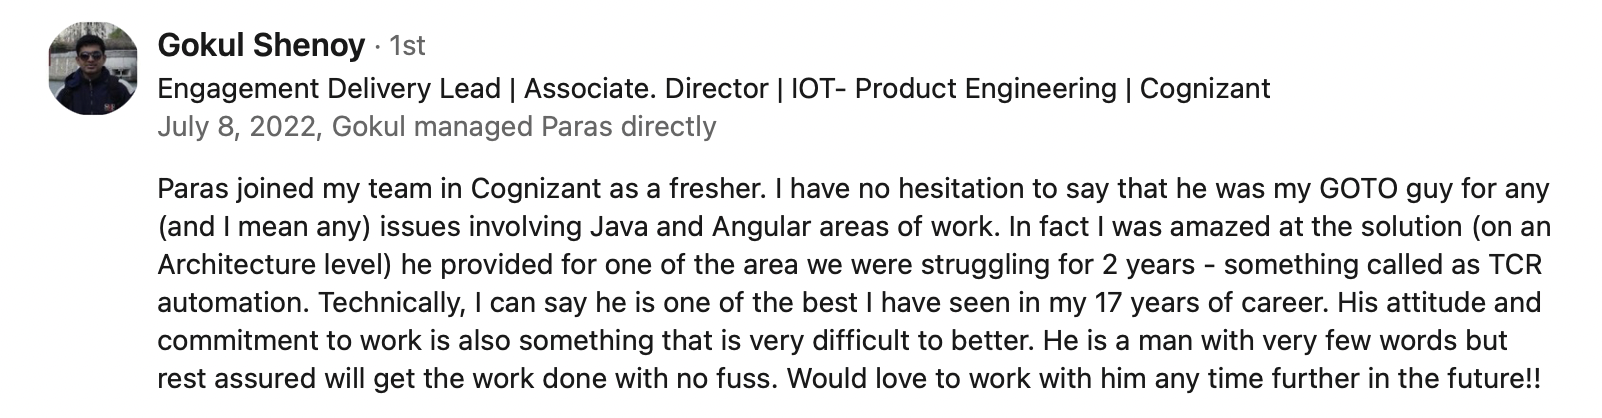 Gokul Shenoy · 1st
Engagement Delivery Lead | Associate. Director | IOT- Product Engineering | Cognizant
July 8, 2022, Gokul managed Paras directly
Paras joined my team in Cognizant as a fresher. I have no hesitation to say that he was my GOTO guy for any
(and I mean any) issues involving Java and Angular areas of work. In fact I was amazed at the solution (on an
Architecture level) he provided for one of the area we were struggling for 2 years - something called as TCR
automation. Technically, I can say he is one of the best I have seen in my 17 years of career. His attitude and
commitment to work is also something that is very difficult to better. He is a man with very few words but
rest assured will get the work done with no fuss. Would love to work with him any time further in the future!!